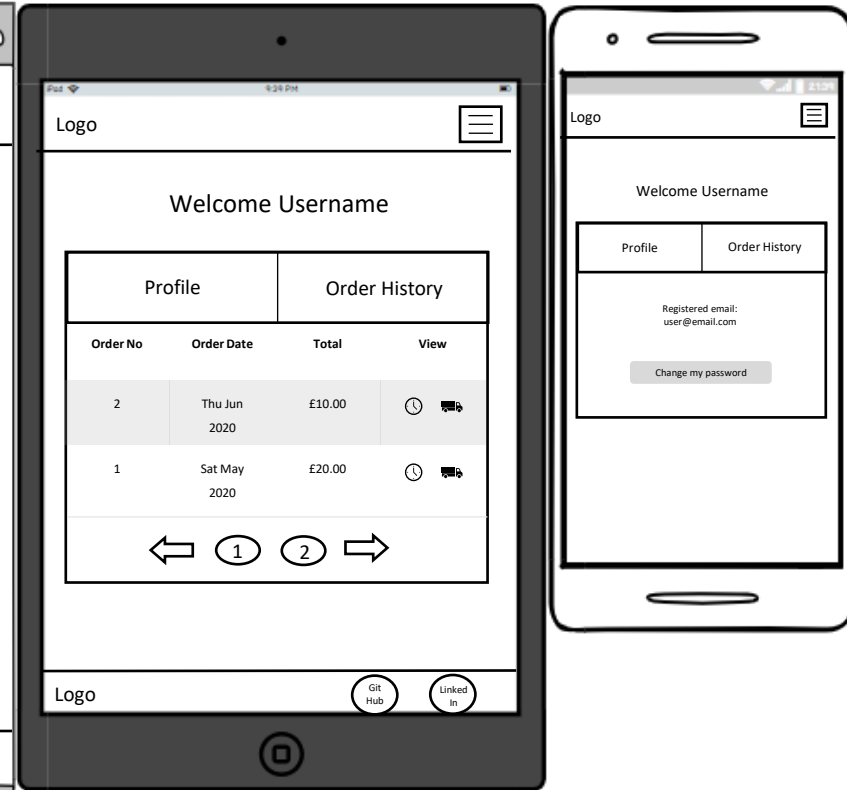 iPad 9:39 PM
Logo
Welcome Username
Profile Order History
Order No Order Date Total View
2 Thu Jun £10.00
2020
1 Sat May £20.00
2020
1 2
Logo
Git
Hub
Linked
In
21:39
Logo
Welcome Username
Profile Order History
Registered email:
user@email.com
Change my password